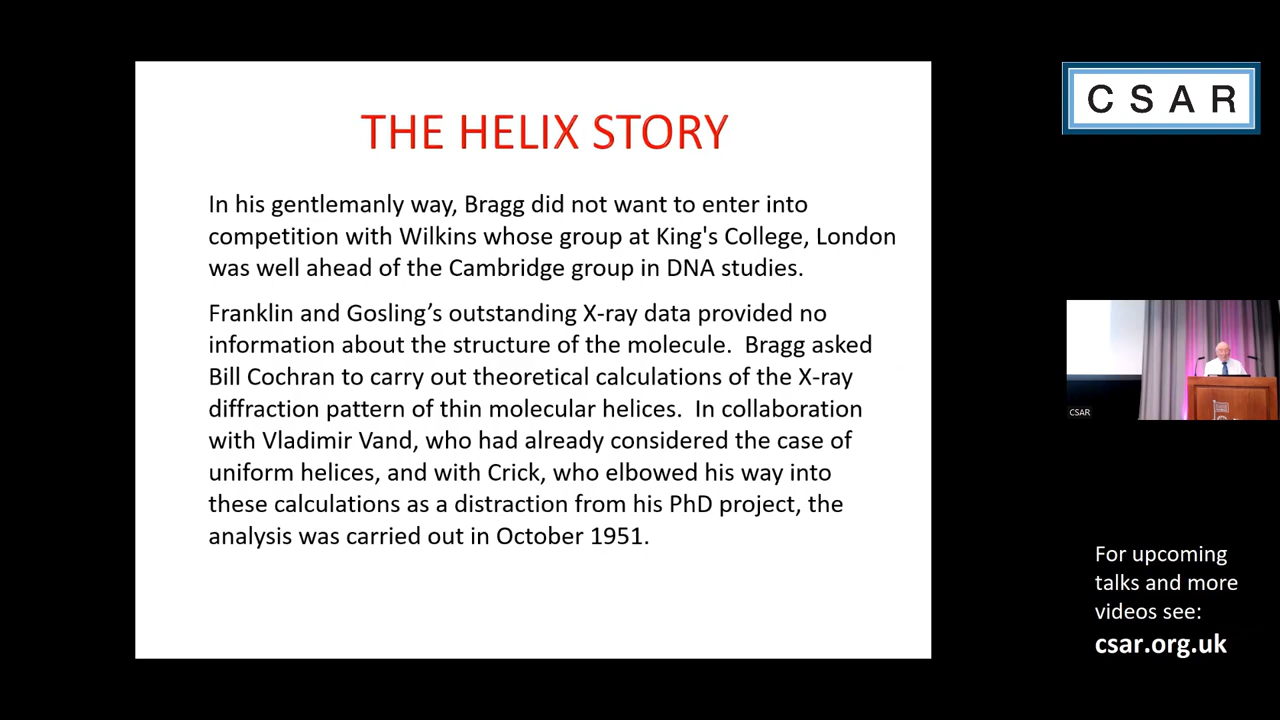 THE HELIX STORY
In his gentlemanly way, Bragg did not want to enter into
competition with Wilkins whose group at King's College, London
was well ahead of the Cambridge group in DNA studies.
Franklin and Gosling’s outstanding X-ray data provided no
information about the structure of the molecule.  Bragg asked
Bill Cochran to carry out theoretical calculations of the X-ray
diffraction pattern of thin molecular helices.  In collaboration
with Vladimir Vand, who had already considered the case of
uniform helices, and with Crick, who elbowed his way into
these calculations as a distraction from his PhD project, the
analysis was carried out in October 1951.
CSAR
CSAR
For upcoming
talks and more
videos see:
csar.org.uk